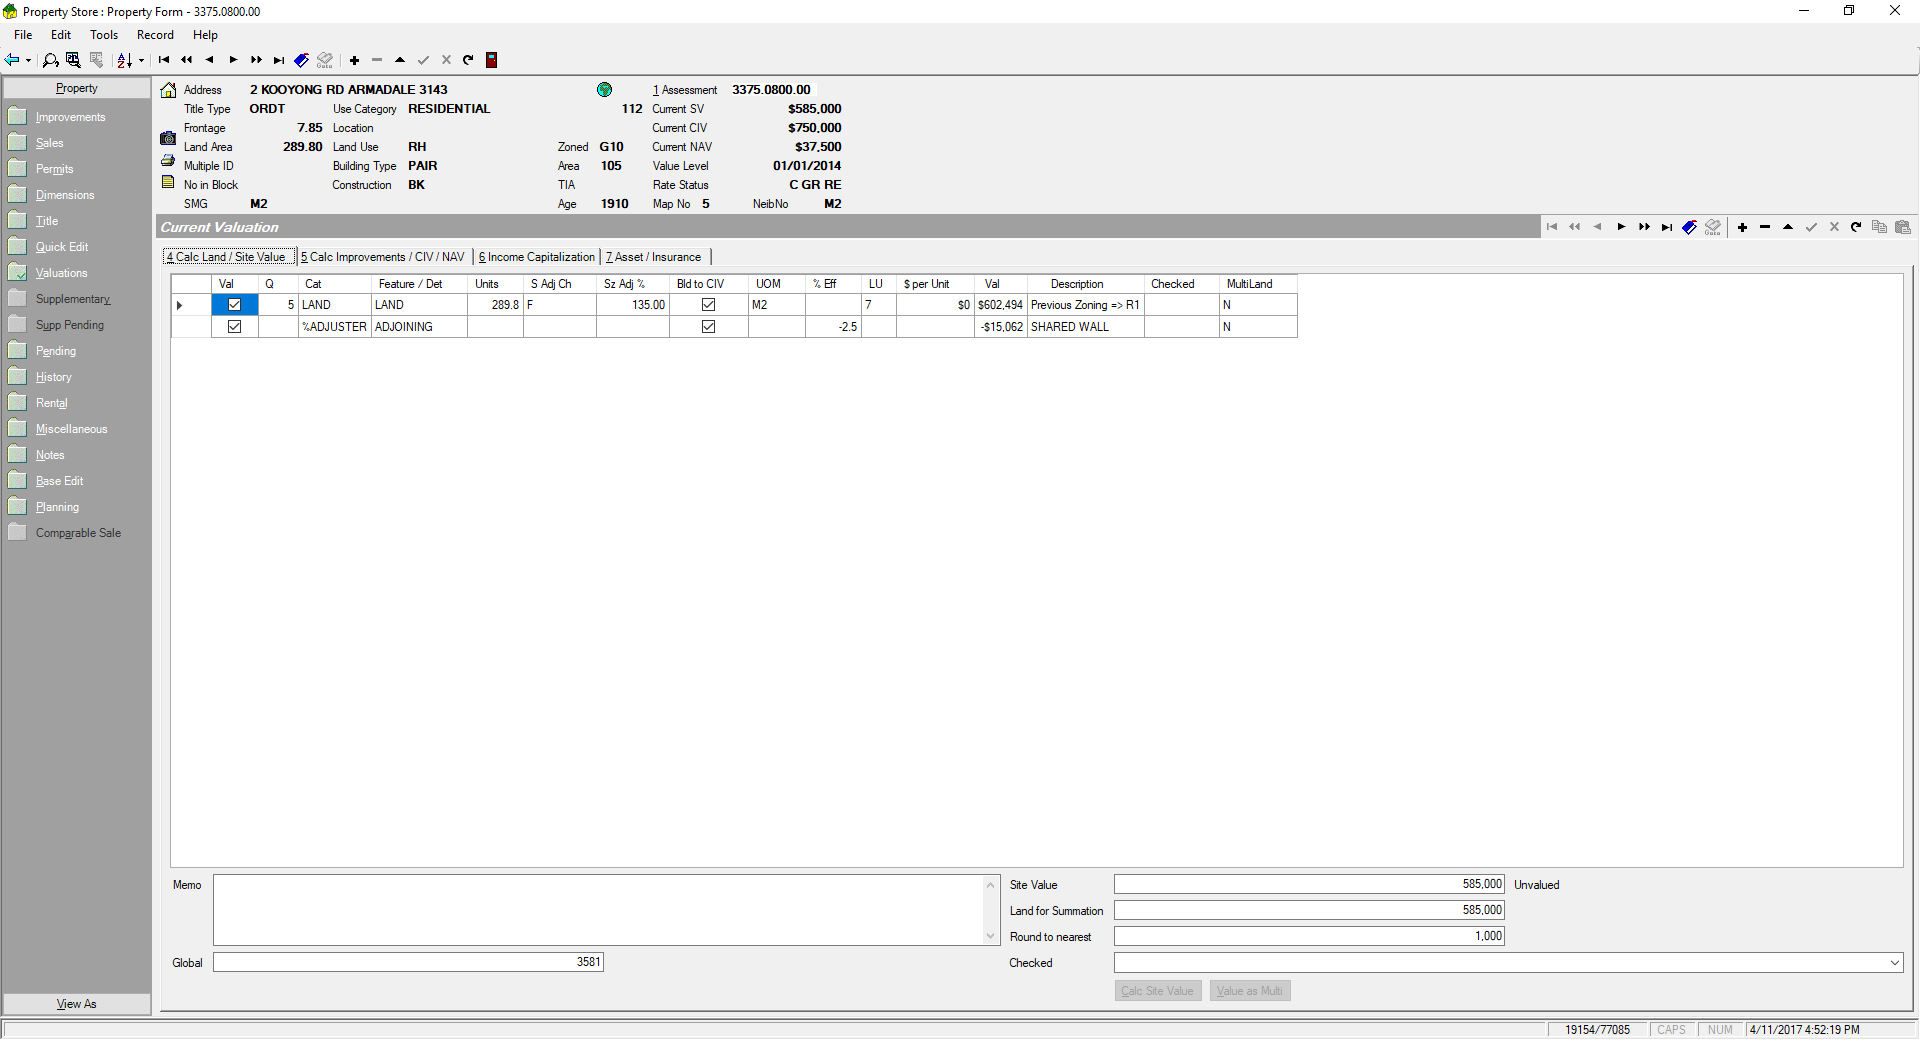 Property Store : Property Form - 3375.0800.00
File Edit Tools Record Help
Property
Improvements
Sales
Permits
Dimensions
Title
Quick Edit
Valuations
Supplementary
Supp Pending
Pending
History
Rental
Miscellaneous
Notes
Base Edit
Planning
Comparable Sale
View As
Address 2 KOOYONG RD ARMADALE 3143 1 Assessment 3375.0800.00
Title Type ORDT Use Category RESIDENTIAL 112 Current SV $585,000
Frontage 7.85 Location Current CIV $750,000
Land Area 289.80 Land Use RH Zoned G10 Current NAV $37,500
Multiple ID Building Type PAIR Area 105 Value Level 01/01/2014
No in Block Construction BK TIA Rate Status C GR RE
SMG M2 Age 1910 Map No 5 NeibNo M2
Current Valuation
4 Calc Land / Site Value 5 Calc Improvements / CIV / NAV 6 Income Capitalization 7 Asset / Insurance
Val Q Cat Feature / Det Units S Adj Ch Sz Adj % Bld to CIV UOM % Eff LU $ per Unit Val Description Checked MultiLand
5 LAND LAND 289.8 F 135.00 M2 7 $0 $602,494 Previous Zoning => R1 N
%ADJUSTER ADJOINING -2.5 -$15,062 SHARED WALL N
Memo
Site Value 585,000 Unvalued
Land for Summation 585,000
Round to nearest 1,000
Global 3581 Checked
Calc Site Value Value as Multi
19154/77085 CAPS NUM 4/11/2017 4:52:19 PM